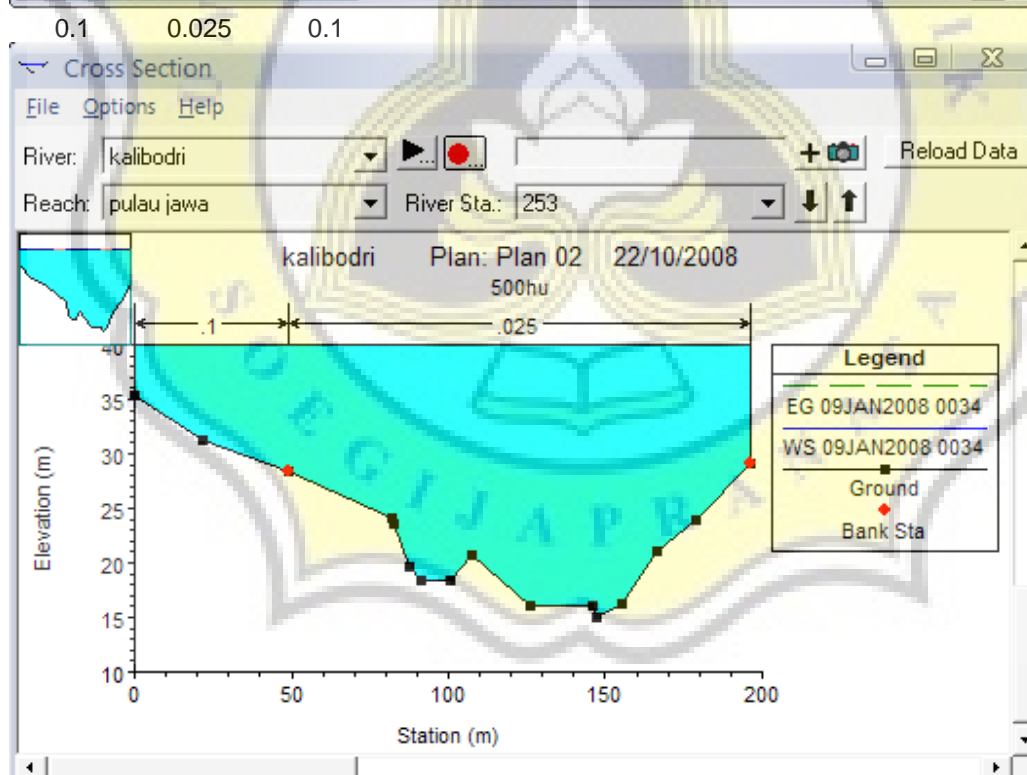 0.1 0.025 0.1
Cross Section
File Options Help
River: kalibodri Reload Data
Reach: pulau jawa River Sta.: 253
kalibodri Plan: Plan 02 22/10/2008
500hu
.1 .025
Legend
EG 09JAN2008 0034
WS 09JAN2008 0034
Ground
Bank Sta
40
35
30
25
20
15
10
Elevation (m)
0 50 100 150 200
Station (m)
SOEGIJAPRA